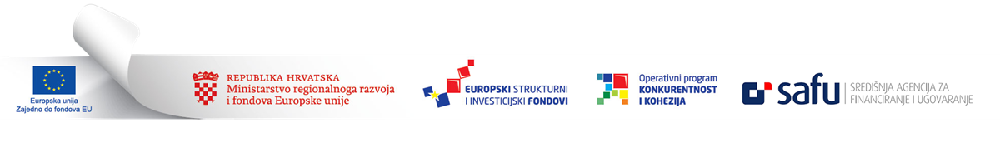 Europska unija
Zajedno do fondova EU
REPUBLIKA HRVATSKA
Ministarstvo regionalnoga razvoja
i fondova Europske unije
EUROPSKI STRUKTURNI
I INVESTICIJSKI FONDOVI
Operativni program
KONKURENTNOST
I KOHEZIJA
safu
SREDIŠNJA AGENCIJA ZA
FINANCIRANJE I UGOVARANJE